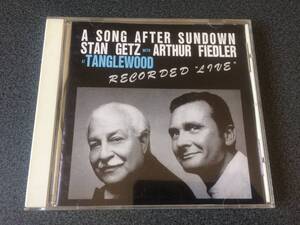 A SONG AFTER SUNDOWN
STAN GETZ WITH ARTHUR FIEDLER
AT TANGLEWOOD
RECORDED "LIVE"